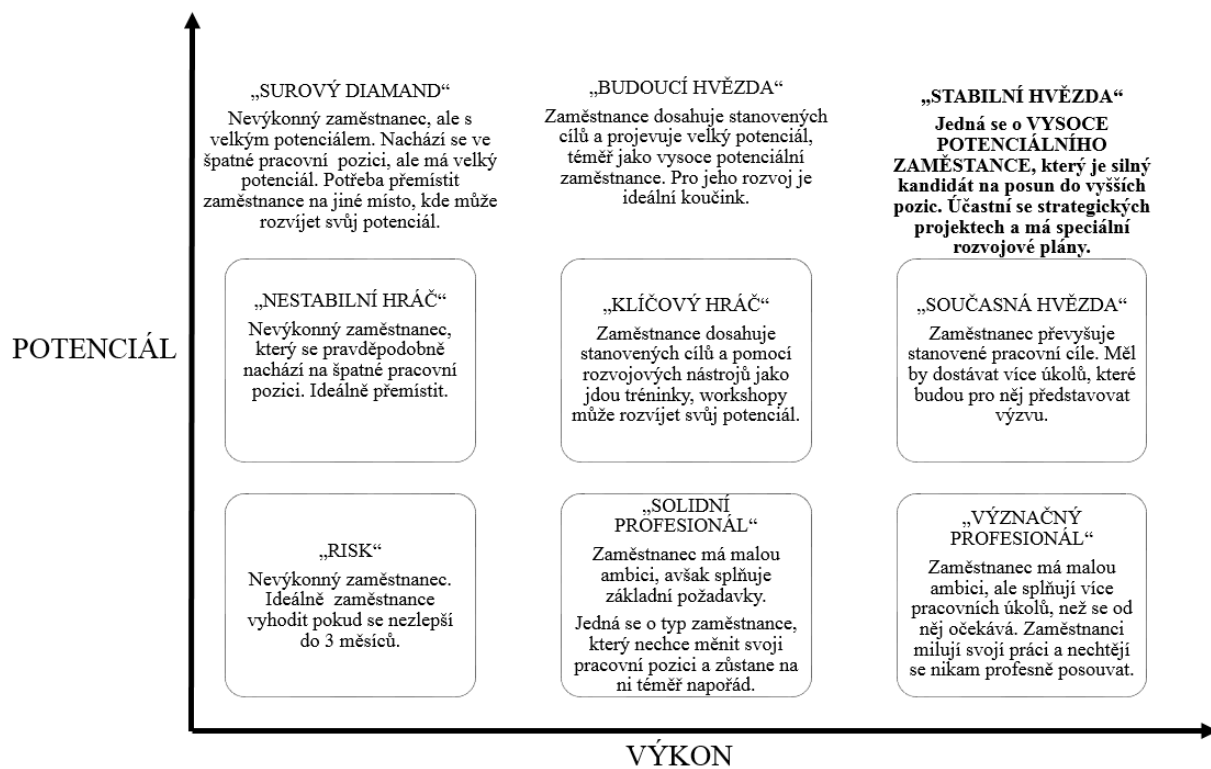 „SUROVÝ DIAMAND“
Nevýkonný zaměstnanec, ale s
velkým potenciálem. Nachází se ve
špatné pracovní pozici, ale má velký
potenciál. Potřeba přemístit
zaměstnance na jiné místo, kde může
rozvíjet svůj potenciál.
„BUDOUCÍ HVĚZDA“
Zaměstnance dosahuje stanovených
cílů a projevuje velký potenciál,
téměř jako vysoce potenciální
zaměstnance. Pro jeho rozvoj je
ideální koučink.
„STABILNÍ HVĚZDA“
Jedná se o VYSOCE
POTENCIÁLNÍHO
ZAMĚSTANCE, který je silný
kandidát na posun do vyšších
pozic. Účastní se strategických
projektech a má speciální
rozvojové plány.
POTENCIÁL
„NESTABILNÍ HRÁČ“
Nevýkonný zaměstnanec,
který se pravděpodobně
nachází na špatné pracovní
pozici. Ideálně přemístit.
„KLÍČOVÝ HRÁČ“
Zaměstnance dosahuje
stanovených cílů a pomocí
rozvojových nástrojů jako
jdou tréninky, workshopy
může rozvíjet svůj potenciál.
„SOUČASNÁ HVĚZDA“
Zaměstnanec převyšuje
stanovené pracovní cíle. Měl
by dostávat více úkolů, které
budou pro něj představovat
výzvu.
„RISK“
Nevýkonný zaměstnanec.
Ideálně zaměstnance
vyhodit pokud se nezlepší
do 3 měsíců.
„SOLIDNÍ
PROFESIONÁL“
Zaměstnanec má malou
ambici, avšak splňuje
základní požadavky.
Jedná se o typ zaměstnance,
který nechce měnit svoji
pracovní pozici a zůstane na
ni téměř napořád.
„VÝZNAČNÝ
PROFESIONÁL“
Zaměstnanec má malou
ambici, ale splňují více
pracovních úkolů, než se od
něj očekává. Zaměstnanci
milují svojí práci a nechtějí
se nikam profesně posouvat.
VÝKON